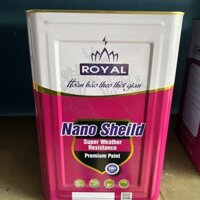 ROYAL
Hoàn hảo theo thời gian
Nano Sheild
Super Weather
Resistance
Premium Paint